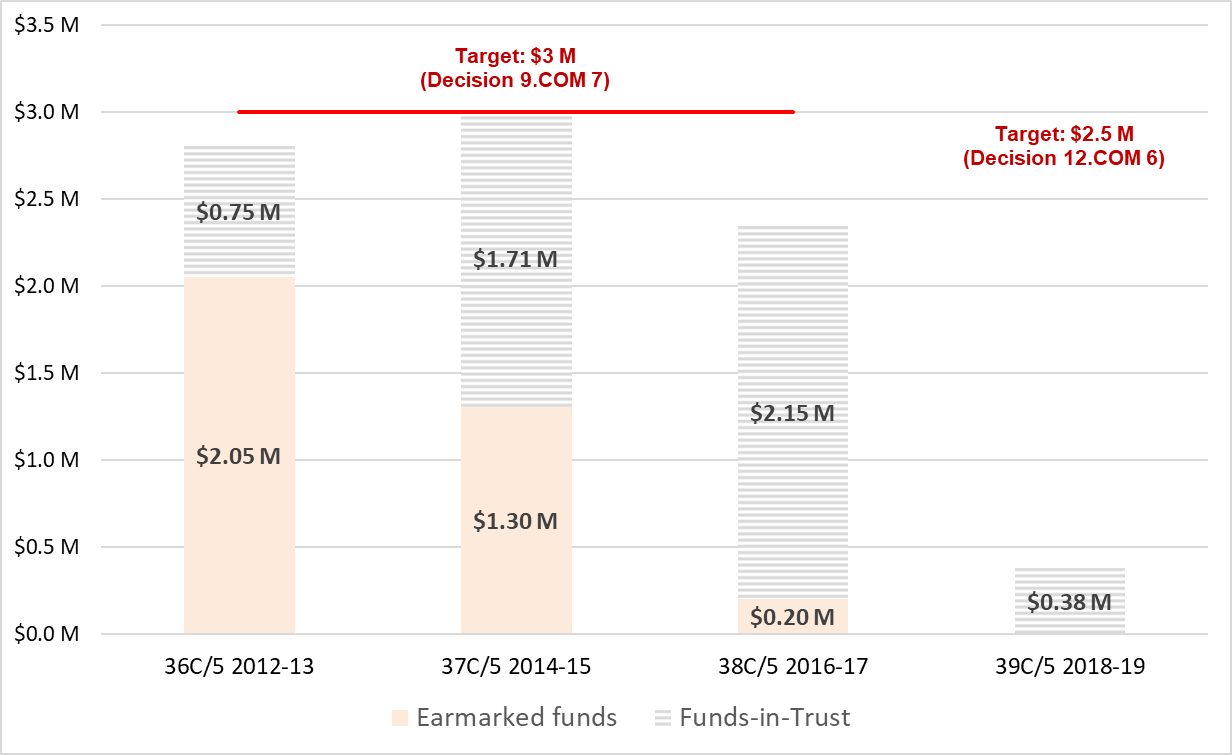 $3.5 M
Target: $3 M
(Decision 9.COM 7)
$3.0 M
Target: $2.5 M
(Decision 12.COM 6)
$2.5 M
$0.75 M
$2.0 M
$1.71 M
$1.5 M
$2.15 M
$1.0 M
$2.05 M
$1.30 M
$0.5 M
$0.20 M
$0.38 M
$0.0 M
36C/5 2012-13
37C/5 2014-15
38C/5 2016-17
39C/5 2018-19
Earmarked funds
Funds-in-Trust